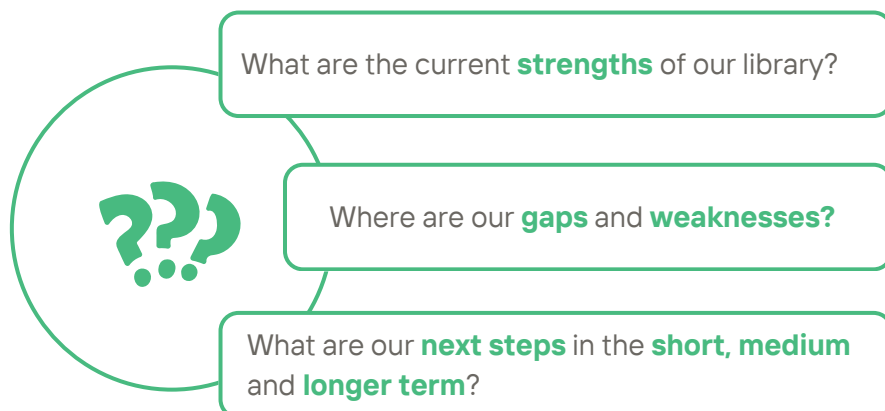 What are the current strengths of our library?
Where are our gaps and weaknesses?
What are our next steps in the short, medium
and longer term?